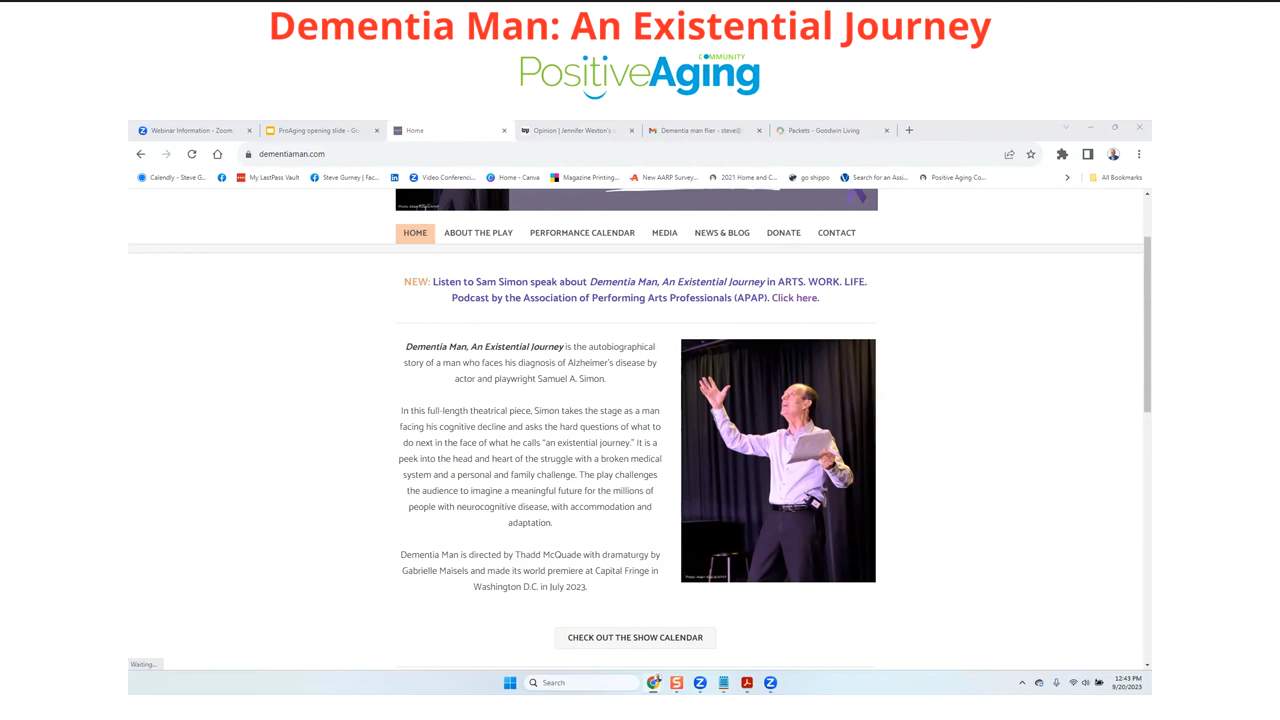 Dementia Man: An Existential Journey
COMMUNITY
PositiveAging
Webinar Information - Zoom
ProAging opening slide - Go
Home
Opinion | Jennifer Wexton's
Dementia man flier - steve@
Packets - Goodwin Living
dementiaman.com
Calendly - Steve G...
My LastPass Vault
Steve Gurney | Fac...
Video Conferenci...
Home - Canva
Magazine Printing...
New AARP Survey...
2021 Home and C...
go shippo
Search for an Assi...
Positive Aging Co...
All Bookmarks
HOME
ABOUT THE PLAY
PERFORMANCE CALENDAR
MEDIA
NEWS & BLOG
DONATE
CONTACT
NEW: Listen to Sam Simon speak about Dementia Man, An Existential Journey in ARTS. WORK. LIFE.
Podcast by the Association of Performing Arts Professionals (APAP). Click here.
Dementia Man, An Existential Journey is the autobiographical
story of a man who faces his diagnosis of Alzheimer's disease by
actor and playwright Samuel A. Simon.
In this full-length theatrical piece, Simon takes the stage as a man
facing his cognitive decline and asks the hard questions of what to
do next in the face of what he calls "an existential journey." It is a
peek into the head and heart of the struggle with a broken medical
system and a personal and family challenge. The play challenges
the audience to imagine a meaningful future for the millions of
people with neurocognitive disease, with accommodation and
adaptation.
Dementia Man is directed by Thadd McQuade with dramaturgy by
Gabrielle Maisels and made its world premiere at Capital Fringe in
Washington D.C. in July 2023.
CHECK OUT THE SHOW CALENDAR
Waiting...
Search
12:43 PM
9/20/2023